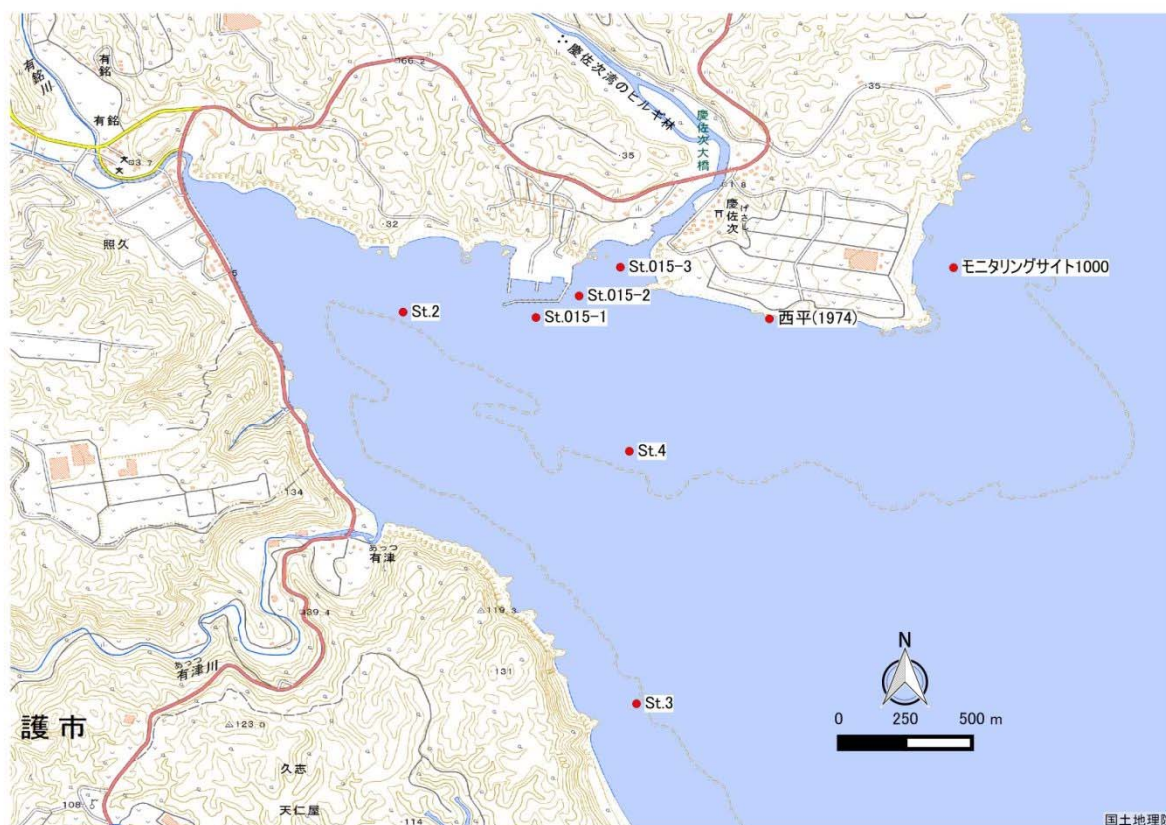 有銘川
有銘
66.2
慶佐次湾のヒルギ林
慶佐次大橋
・35
有銘
3.7
・35
1.8
慶佐次
げさし
・32
照久
St.015-3
モニタリングサイト1000
St.015-2
St.2
St.015-1
西平(1974)
100
St.4
・134
あっつ
有津
119.3
339.4
あっつ
有津川
・131
N
St.3
0 250 500 m
護市
123.0
久志
108
天仁屋
114
国土地理院